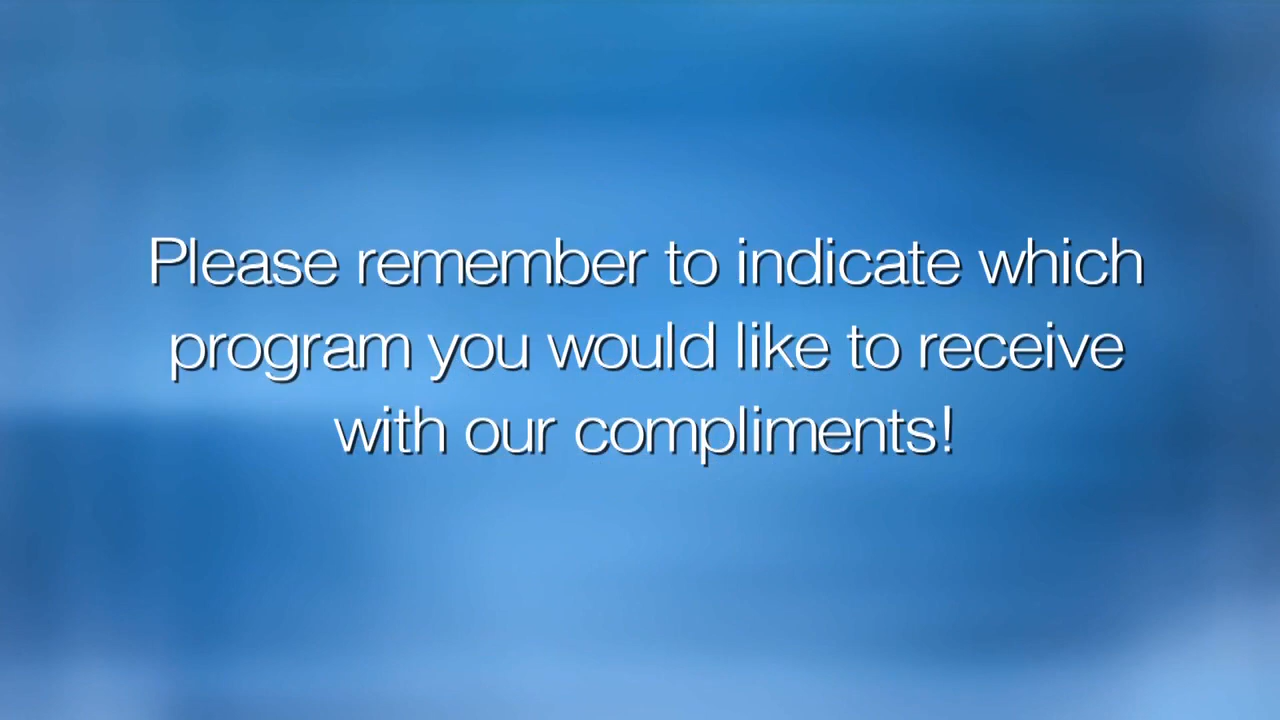 Please remember to indicate which
program you would like to receive
with our compliments!